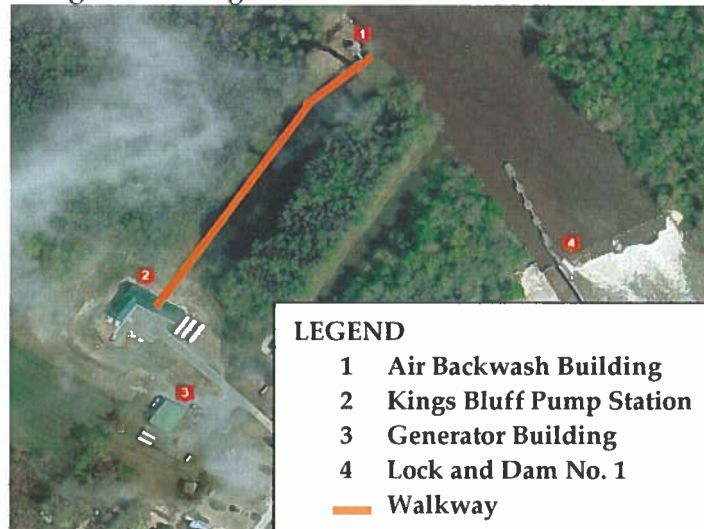 1
4
2
3
LEGEND
1 Air Backwash Building
2 Kings Bluff Pump Station
3 Generator Building
4 Lock and Dam No. 1
Walkway